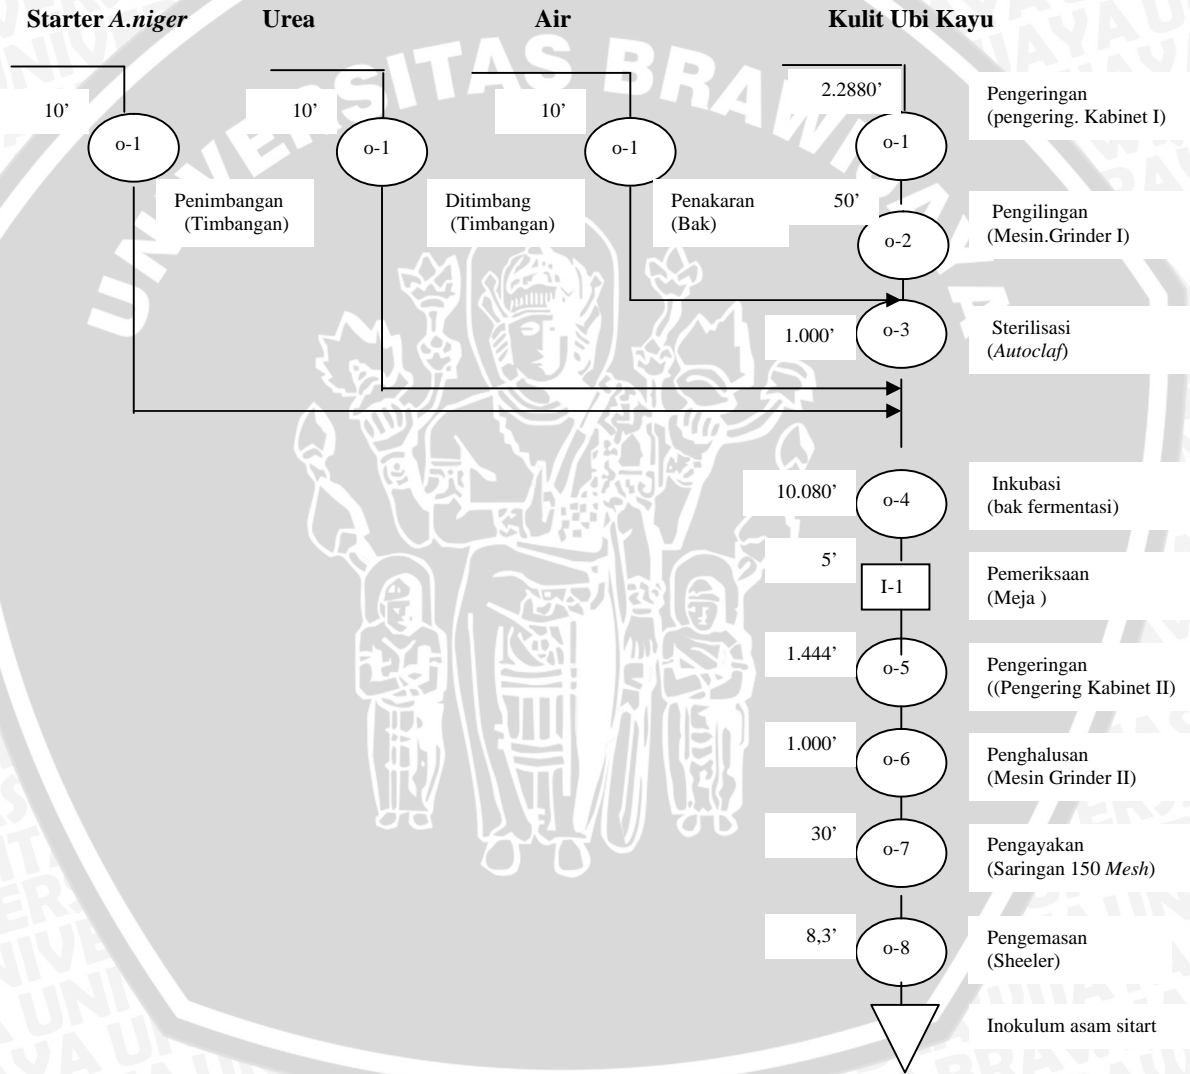 Starter A.niger Urea Air Kulit Ubi Kayu
UNIVERSITAS BRAWIJAYA
10’ 10’ 10’ 2.2880’
o-1 o-1 o-1 o-1
Pengeringan
(pengering. Kabinet I)
Penimbangan
(Timbangan)
Ditimbang
(Timbangan)
Penakaran
(Bak)
50’
o-2
Pengilingan
(Mesin.Grinder I)
1.000’
o-3
Sterilisasi
(Autoclaf)
10.080’
o-4
Inkubasi
(bak fermentasi)
5’
I-1
Pemeriksaan
(Meja )
1.444’
o-5
Pengeringan
((Pengering Kabinet II)
1.000’
o-6
Penghalusan
(Mesin Grinder II)
30’
o-7
Pengayakan
(Saringan 150 Mesh)
8,3’
o-8
Pengemasan
(Sheeler)
Inokulum asam sitart